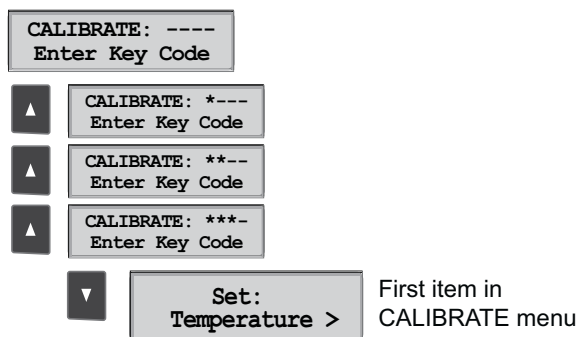 CALIBRATE: ----
Enter Key Code
CALIBRATE: *---
Enter Key Code
CALIBRATE: **--
Enter Key Code
CALIBRATE: ***-
Enter Key Code
Set:
Temperature >
First item in
CALIBRATE menu